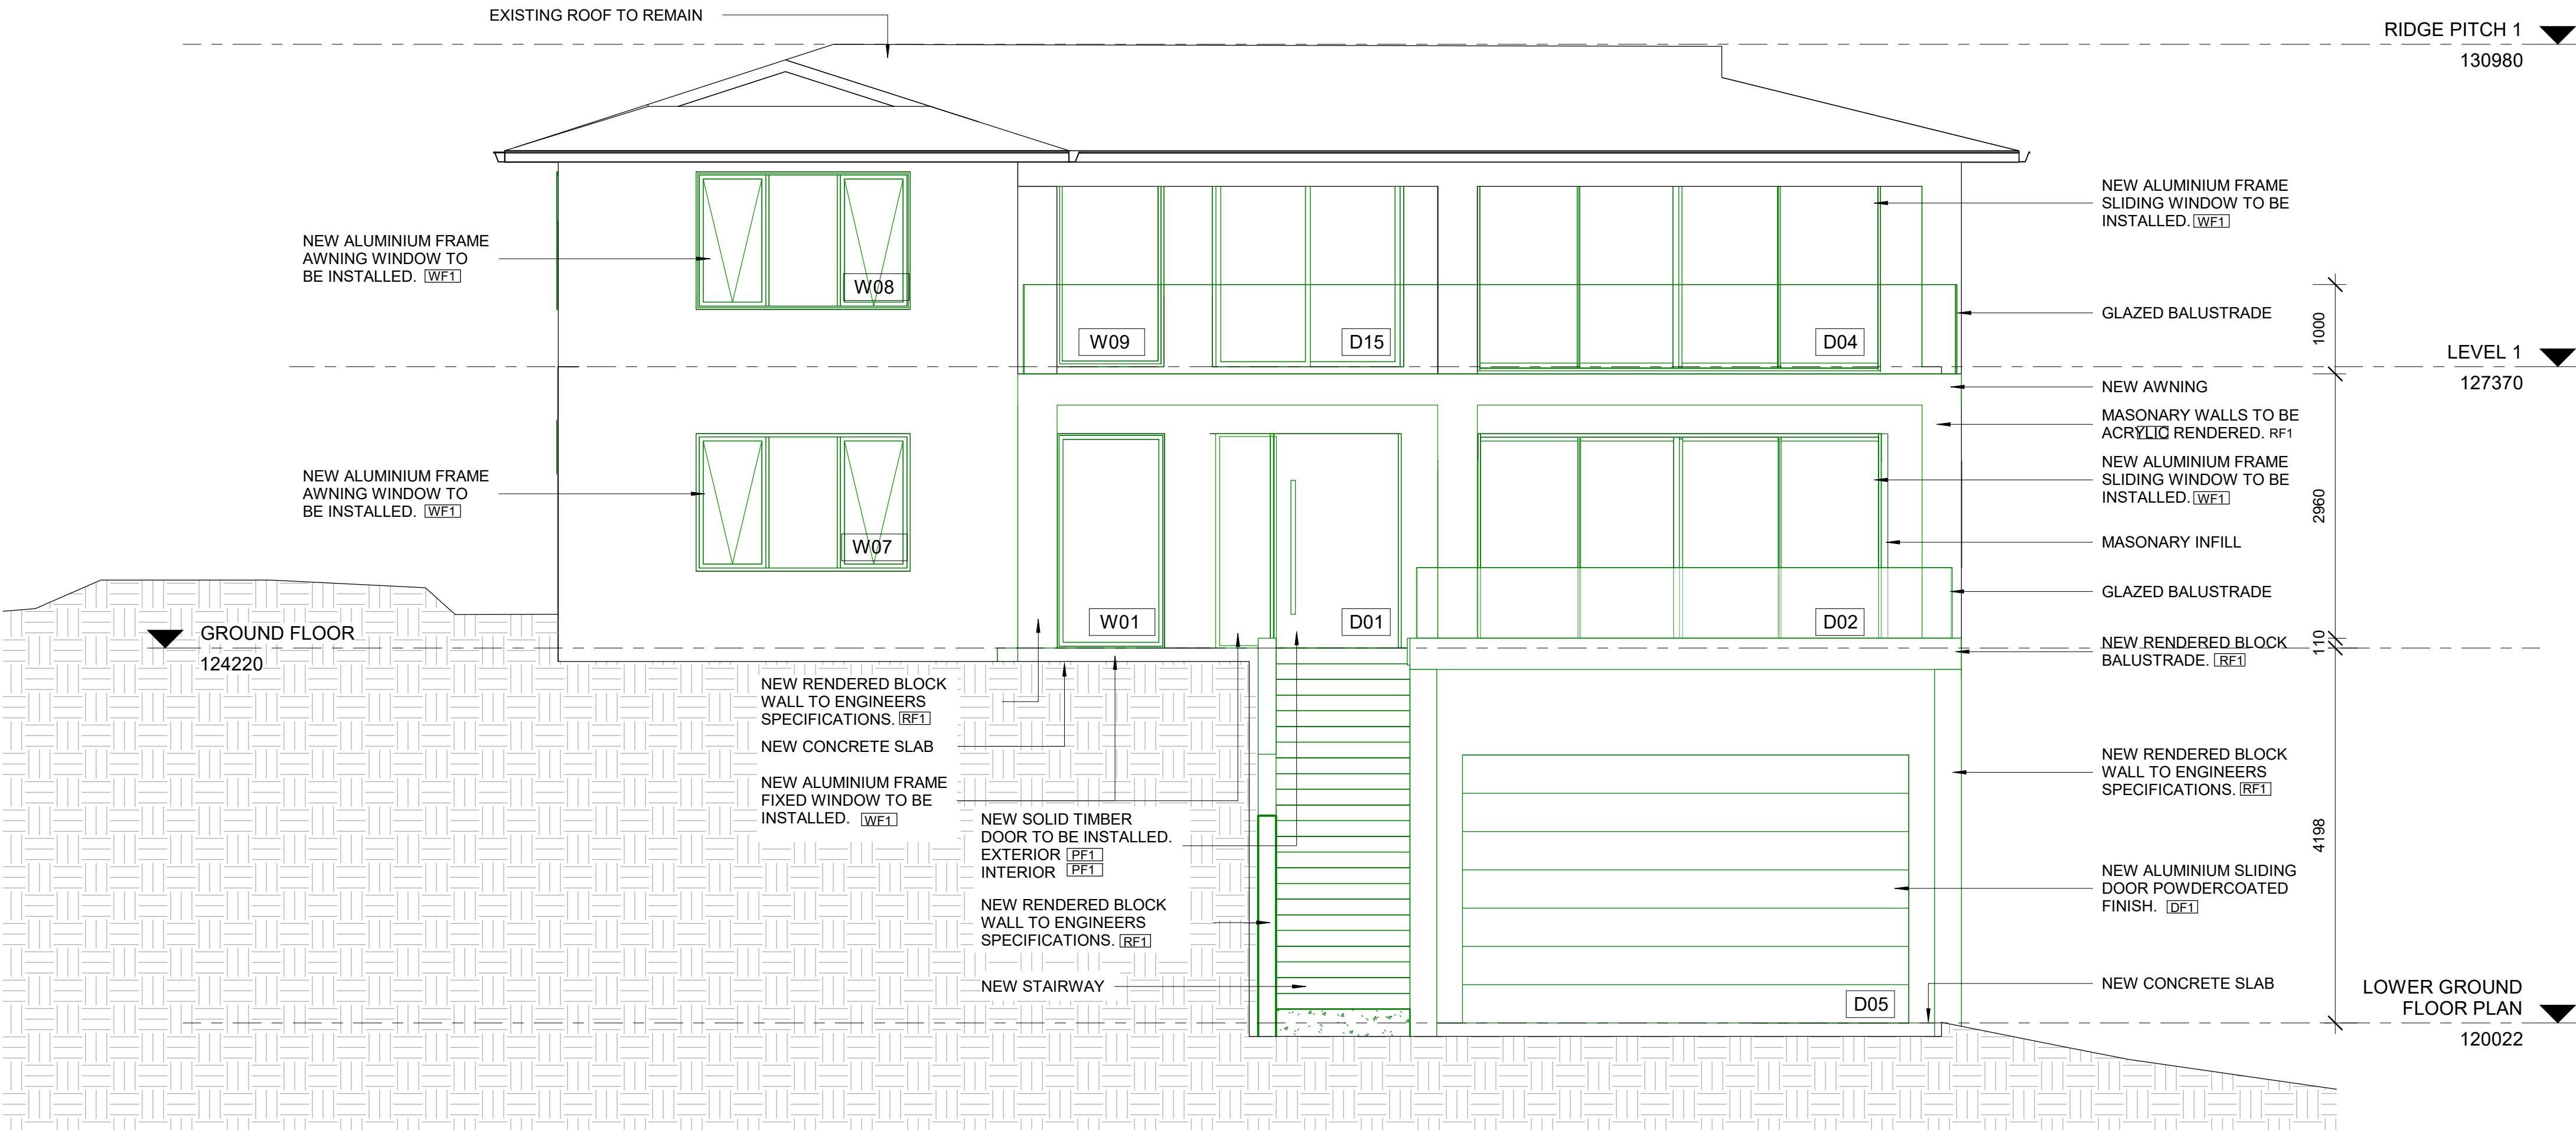 EXISTING ROOF TO REMAIN
RIDGE PITCH 1
130980
NEW ALUMINIUM FRAME
AWNING WINDOW TO
BE INSTALLED. WF1
W08
W09
D15
D04
NEW ALUMINIUM FRAME
SLIDING WINDOW TO BE
INSTALLED. WF1
GLAZED BALUSTRADE
1000
LEVEL 1
127370
NEW AWNING
MASONARY WALLS TO BE
ACRYLIC RENDERED. RF1
NEW ALUMINIUM FRAME
SLIDING WINDOW TO BE
INSTALLED. WF1
2960
MASONARY INFILL
GLAZED BALUSTRADE
NEW ALUMINIUM FRAME
AWNING WINDOW TO
BE INSTALLED. WF1
W07
W01
D01
D02
GROUND FLOOR
124220
NEW RENDERED BLOCK
BALUSTRADE. RF1
110
NEW RENDERED BLOCK
WALL TO ENGINEERS
SPECIFICATIONS. RF1
NEW CONCRETE SLAB
NEW ALUMINIUM FRAME
FIXED WINDOW TO BE
INSTALLED. WF1
NEW SOLID TIMBER
DOOR TO BE INSTALLED.
EXTERIOR PF1
INTERIOR PF1
NEW RENDERED BLOCK
WALL TO ENGINEERS
SPECIFICATIONS. RF1
NEW STAIRWAY
NEW RENDERED BLOCK
WALL TO ENGINEERS
SPECIFICATIONS. RF1
4198
NEW ALUMINIUM SLIDING
DOOR POWDERCOATED
FINISH. DF1
D05
NEW CONCRETE SLAB
LOWER GROUND
FLOOR PLAN
120022